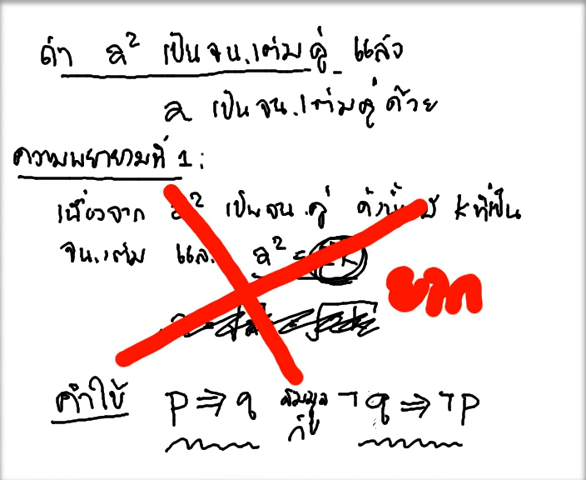 ถ้า a² เป็นจน.เต็มคู่ แล้ว
a เป็นจน.เต็มคู่ด้วย
ความพยายามที่ 1:
เนื่องจาก a² เป็นจน.คู่ ดังนั้นมี k ที่เป็น
จน.เต็ม และ a² = 2k
ยาก
คำใบ้ p ⇒ q สมมูลกับ ¬q ⇒ ¬p